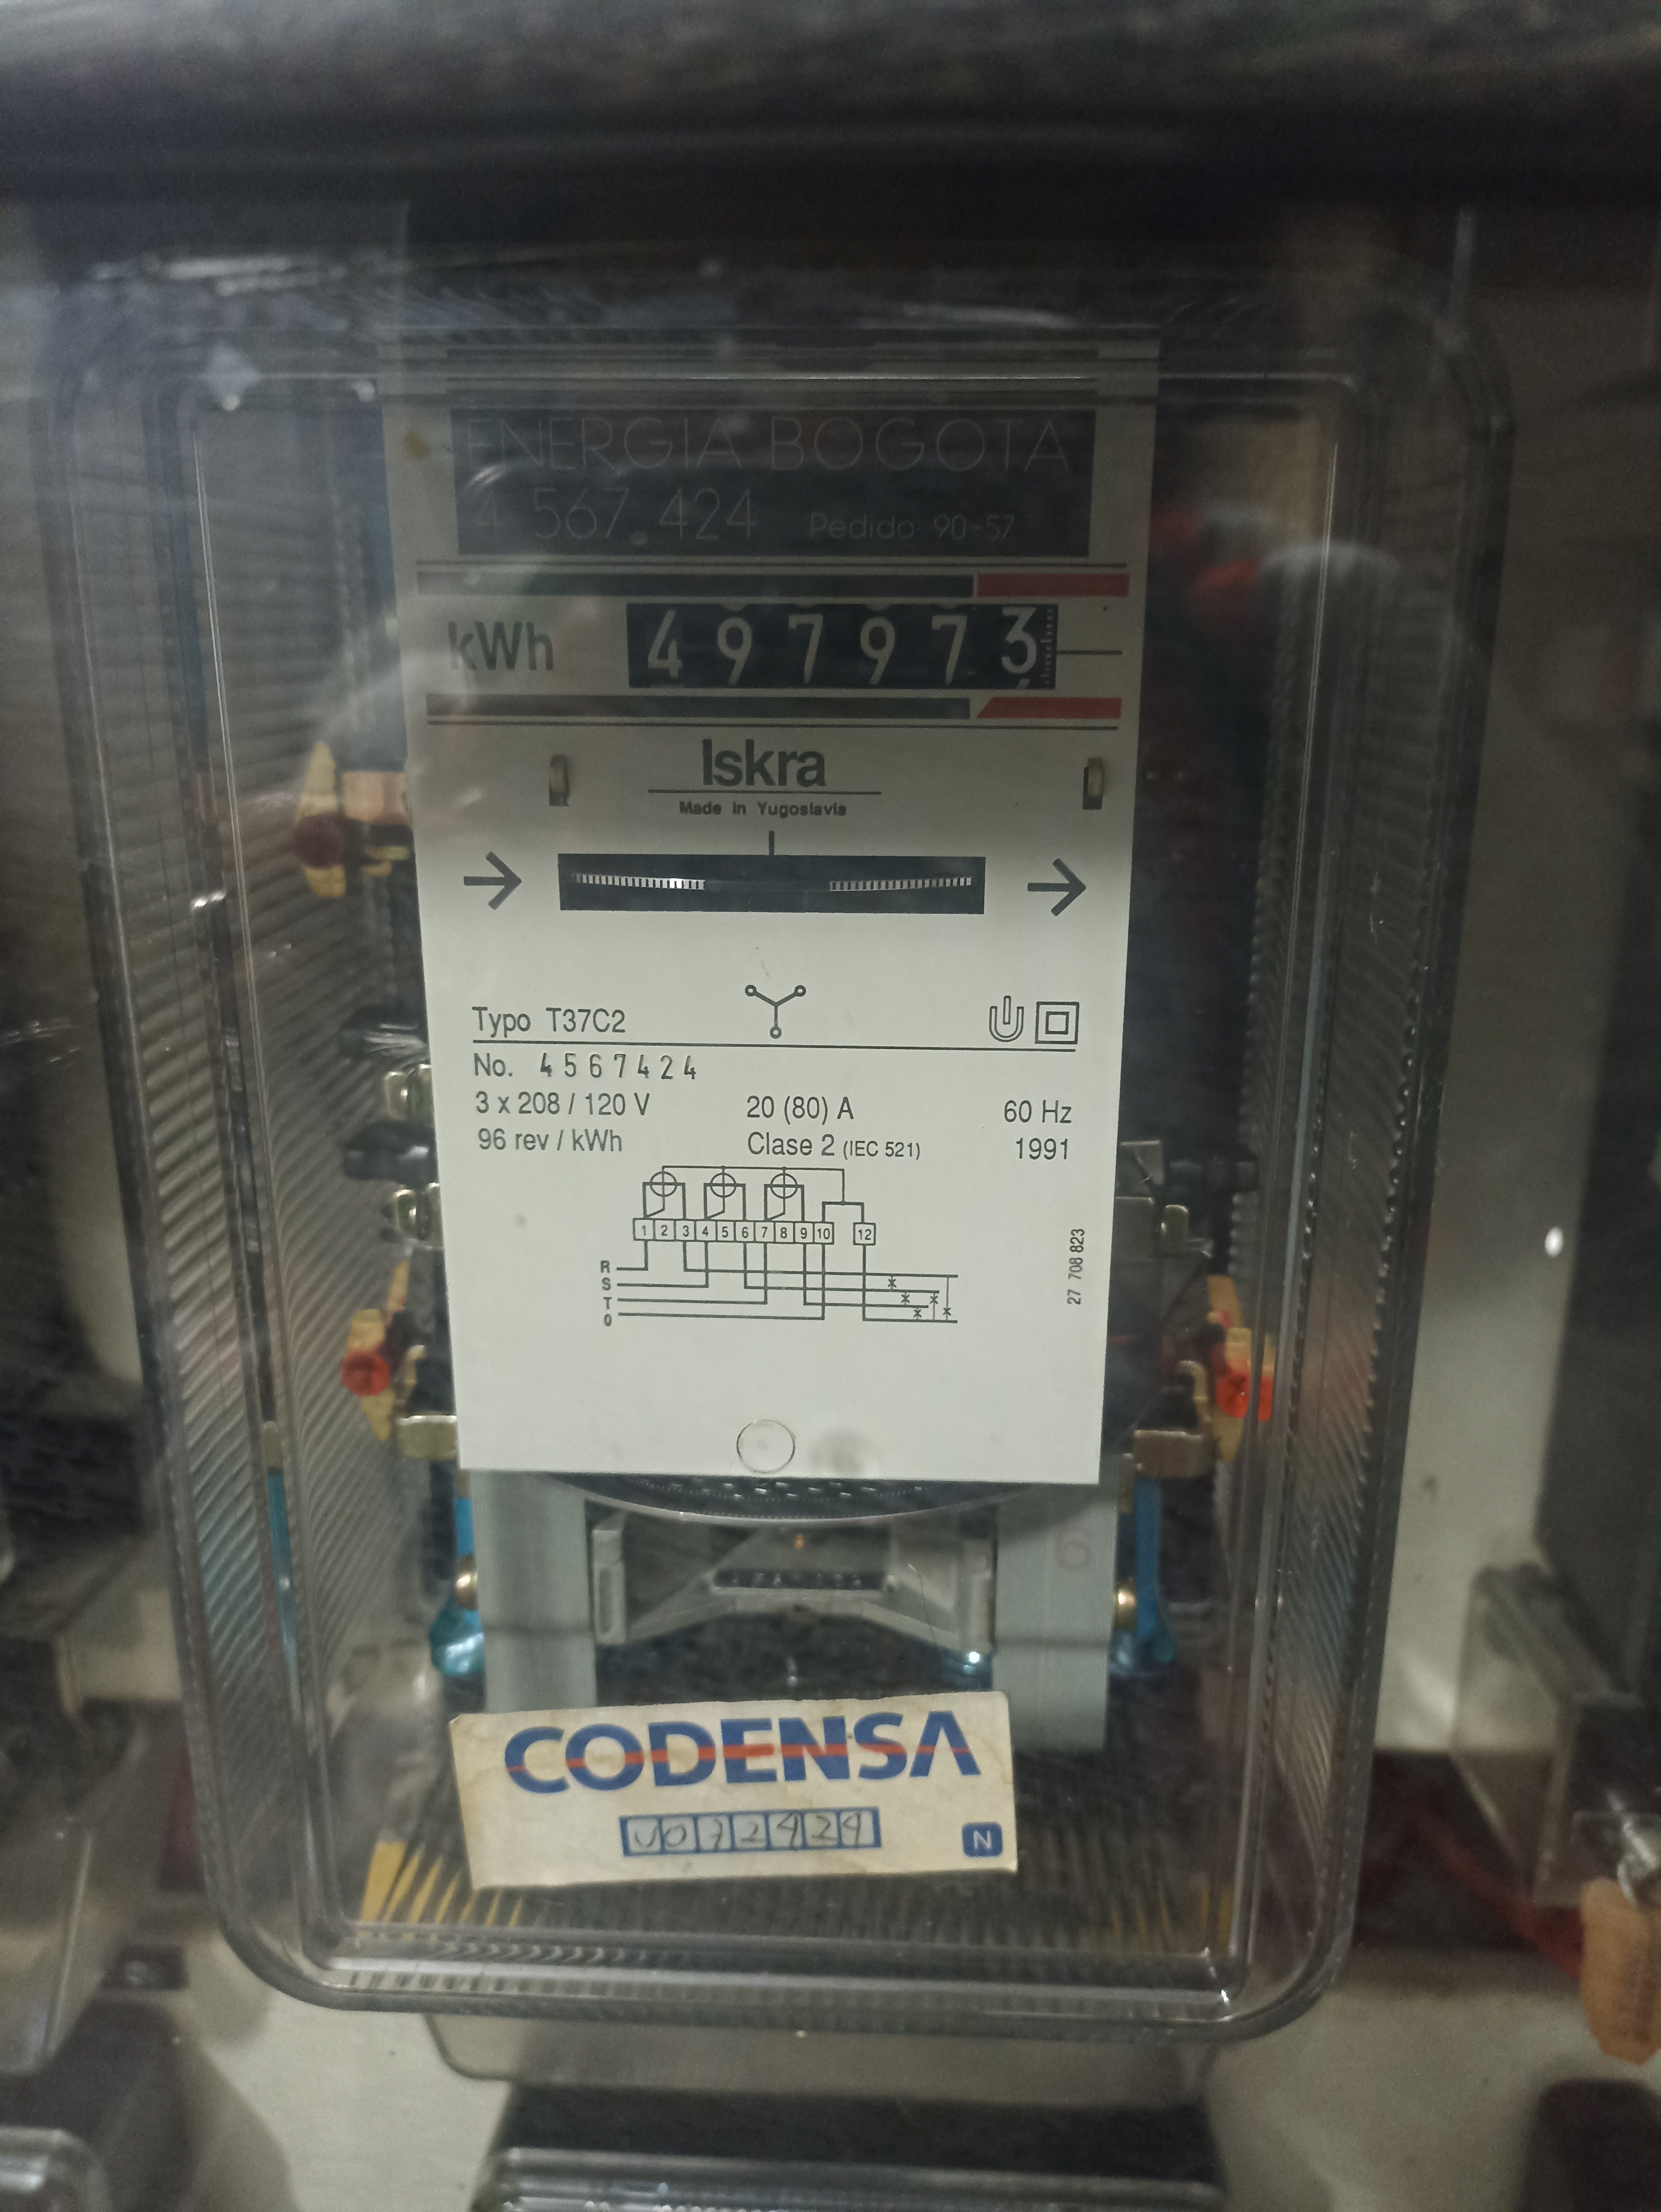 ENERGIA BOGOTA
4 567 424 Pedido 90-57
kWh 497973
Iskra
Made in Yugoslavia
Typo T37C2
No. 4567424
3 x 208 / 120 V 20 (80) A 60 Hz
96 rev / kWh Clase 2 (IEC 521) 1991
1 2 3 4 5 6 7 8 9 10 12
R
S
T
0
27 708 823
6
CODENSA
0072424
N